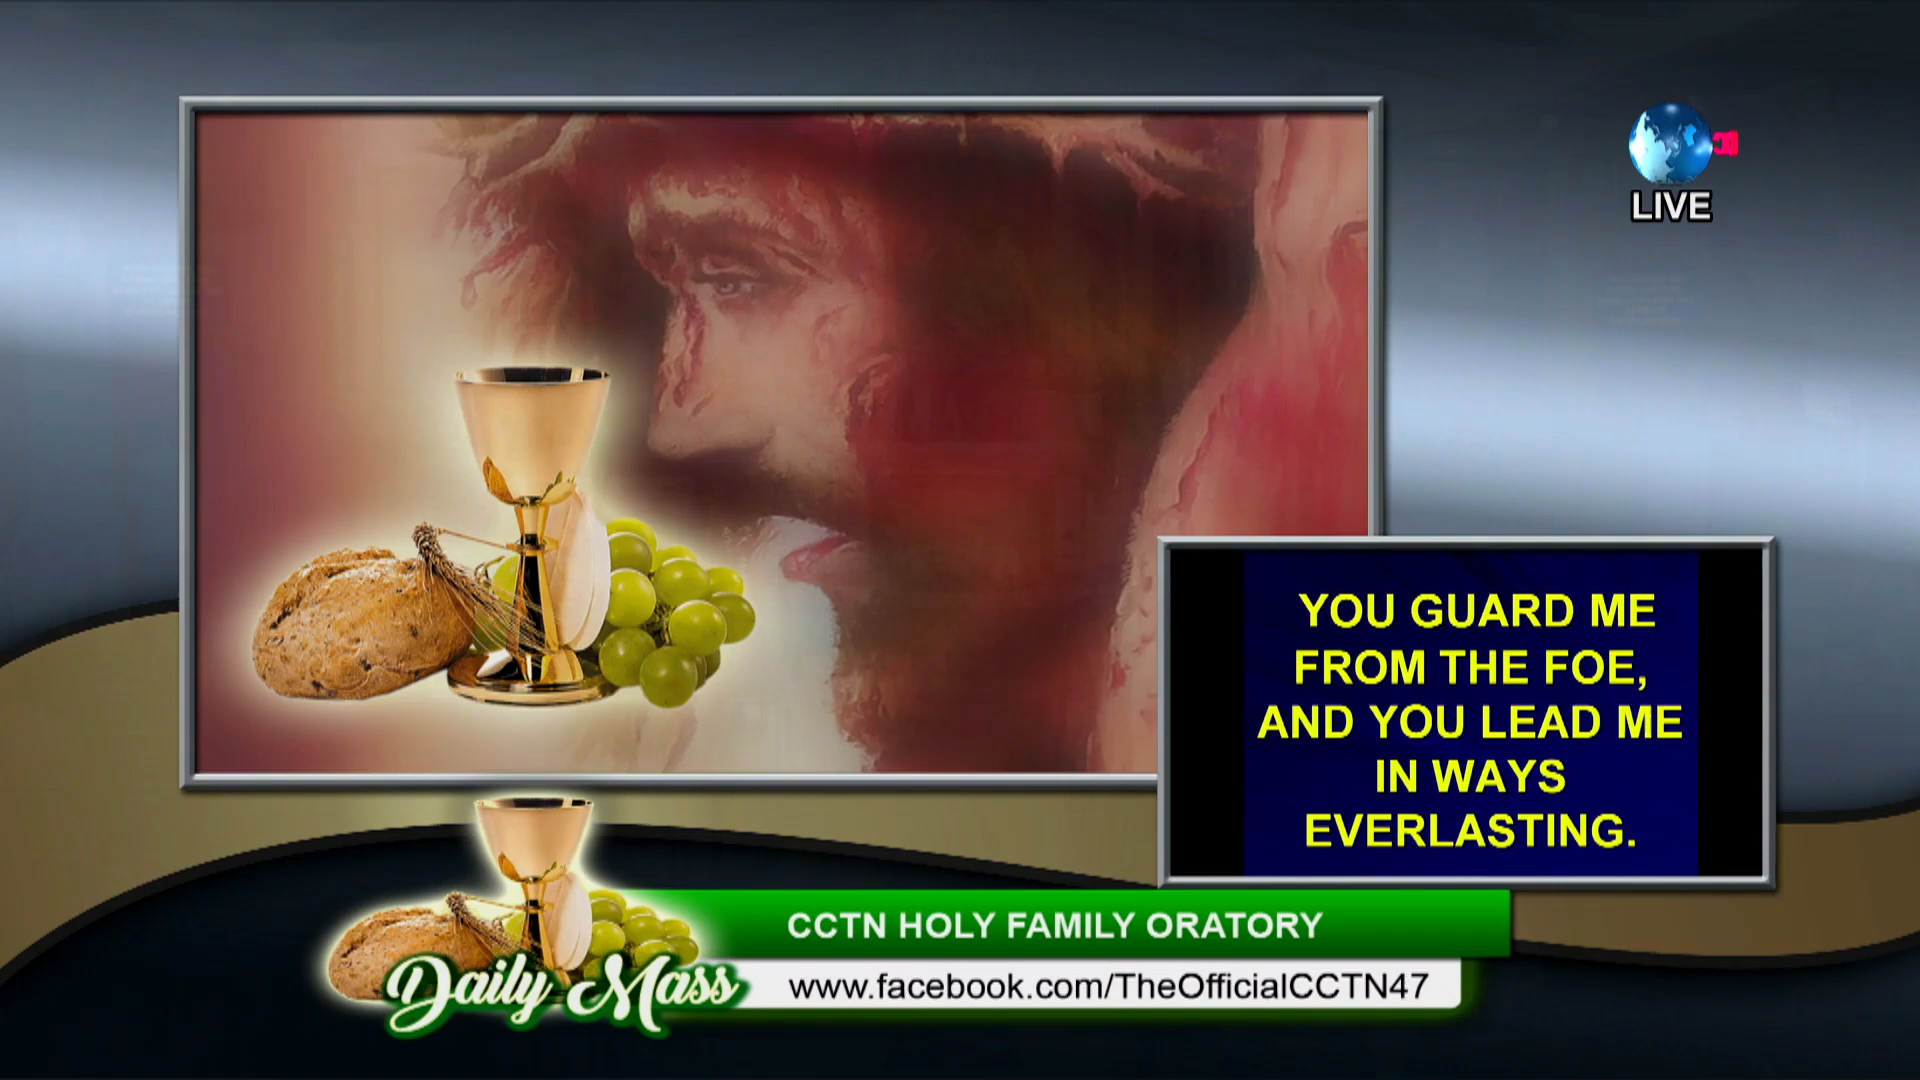 LIVE
YOU GUARD ME
FROM THE FOE,
AND YOU LEAD ME
IN WAYS
EVERLASTING.
CCTN HOLY FAMILY ORATORY
Daily Mass
www.facebook.com/TheOfficialCCTN47